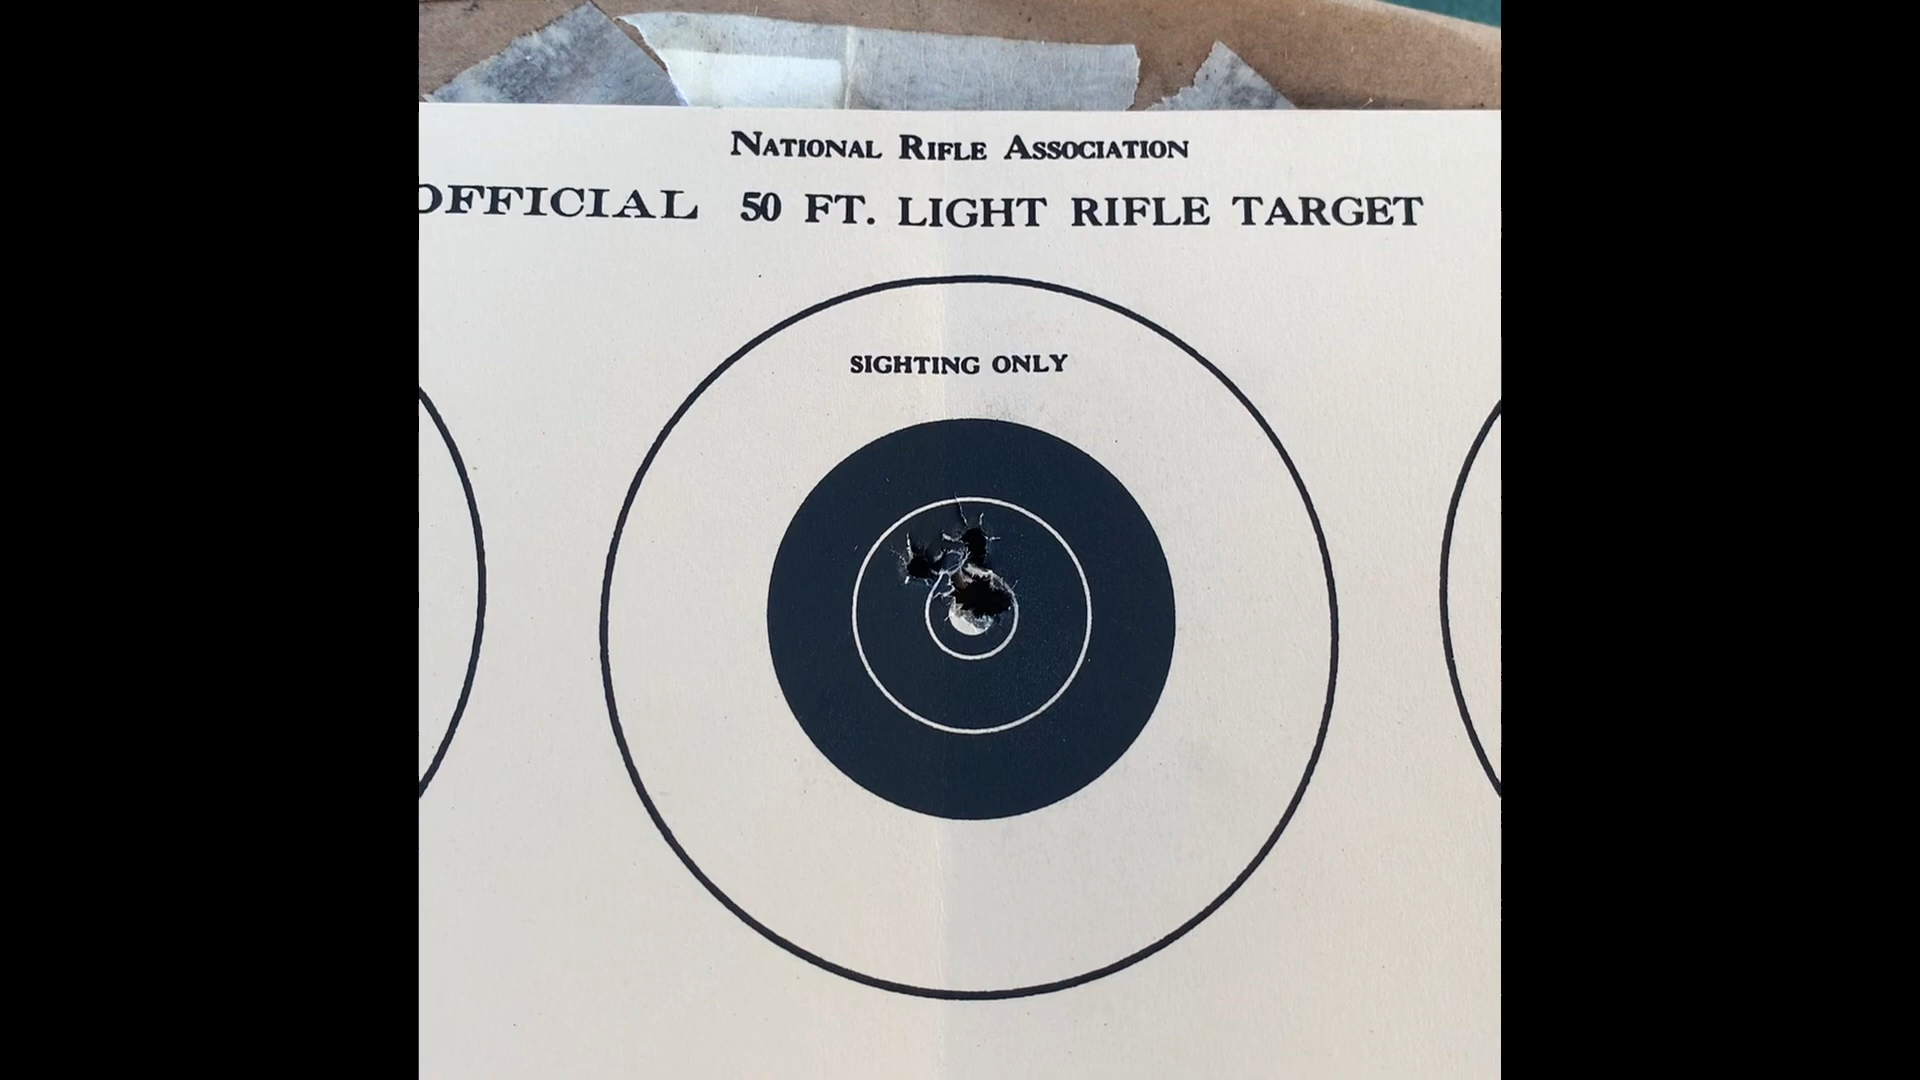 NATIONAL RIFLE ASSOCIATION
OFFICIAL 50 FT. LIGHT RIFLE TARGET
SIGHTING ONLY